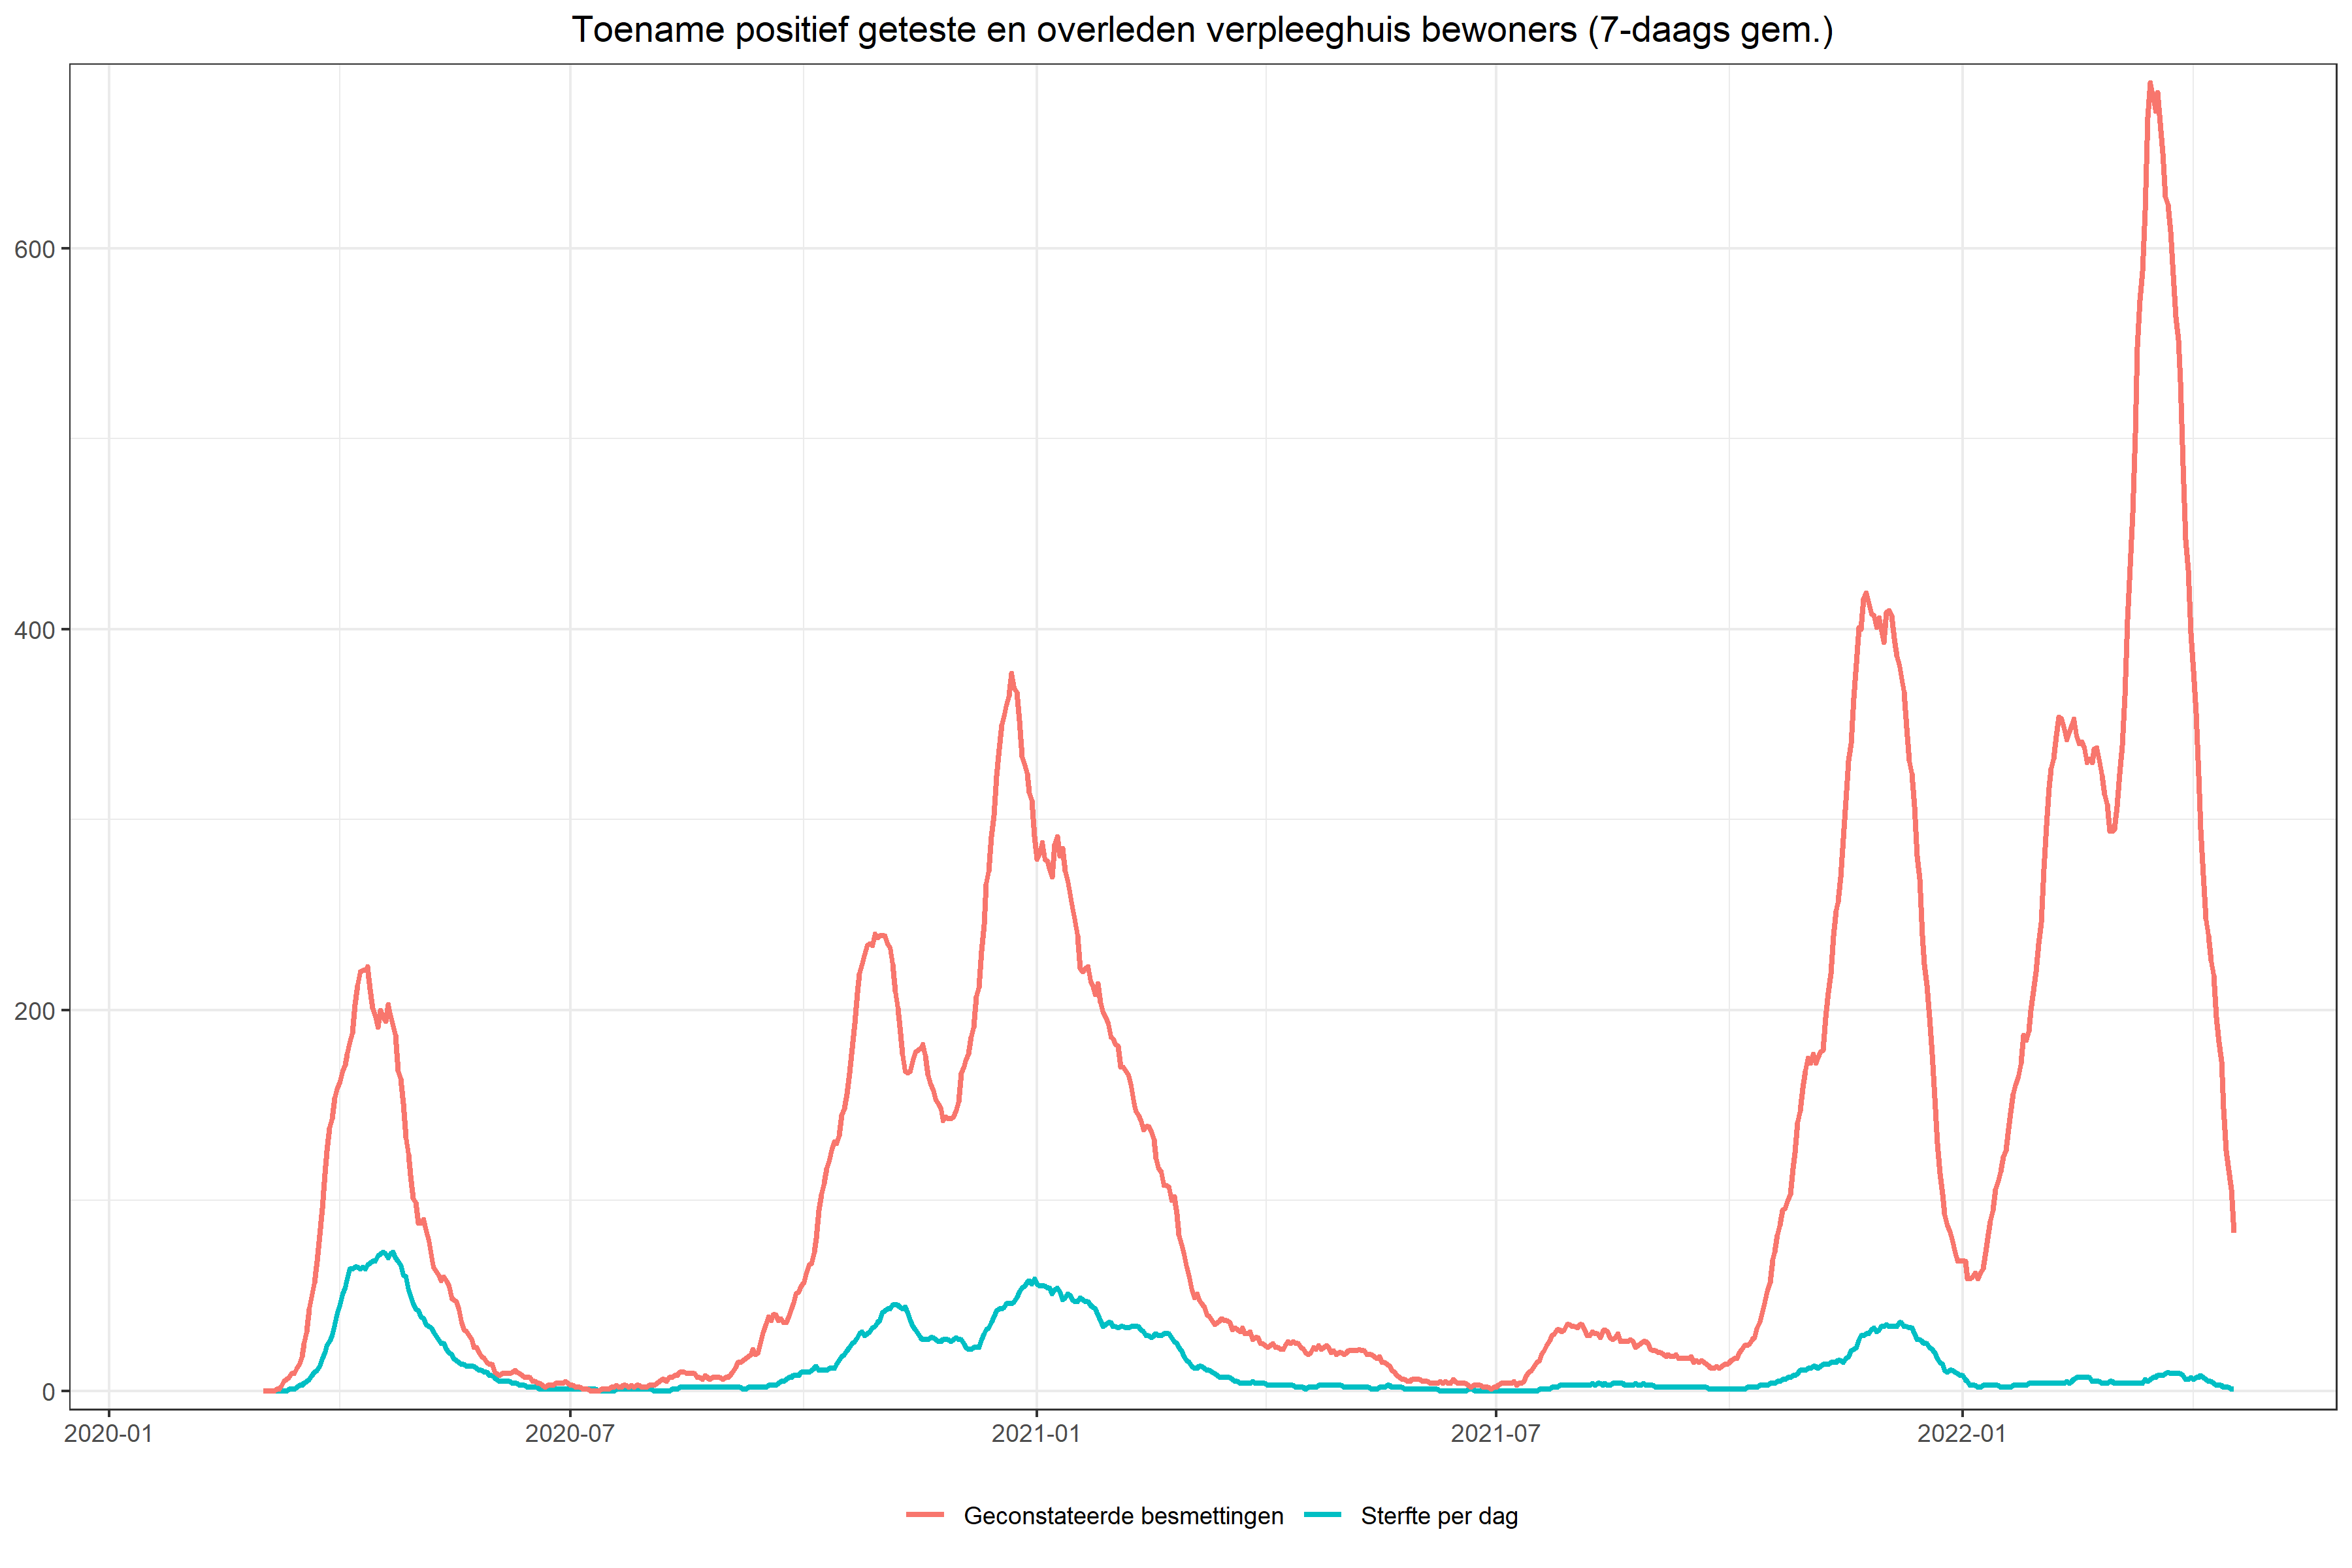 Toename positief geteste en overleden verpleeghuis bewoners (7-daags gem.)
600
400
200
0
2020-01 2020-07 2021-01 2021-07 2022-01
Geconstateerde besmettingen Sterfte per dag